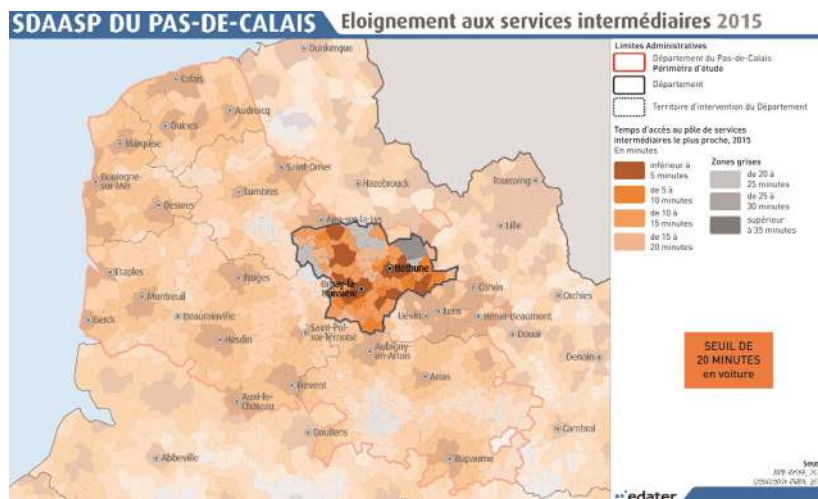 SDAASP DU PAS-DE-CALAIS
Eloignement aux services intermédiaires 2015
Limites Administratives
Département du Pas-de-Calais
Périmètre d'étude
Département
Territoire d'intervention du Département
Temps d'accès au pôle de services
intermédiaires le plus proche, 2015
En minutes
inférieur à
5 minutes
de 5 à
10 minutes
de 10 à
15 minutes
de 15 à
20 minutes
Zones grises
de 20 à
25 minutes
de 25 à
30 minutes
supérieur
à 35 minutes
SEUIL DE
20 MINUTES
en voiture
Dunkerque
Calais
Audruicq
Guines
Marquise
Saint-Omer
Hazebrouck
Tourcoing
Boulogne-
sur-Mer
Lumbres
Desvres
Lille
Aire-sur-la-Lys
Béthune
Etaples
Fruges
Bruay-la-
Buissière
Carvin
Orchies
Montreuil
Beaurainville
Liévin
Lens
Hénin-Beaumont
Berck
Hesdin
Saint-Pol-
sur-Ternoise
Douai
Aubigny-
en-Artois
Denain
Frévent
Arras
Auxi-le-
Château
Doullens
Cambrai
Abbeville
Bapaume
edater